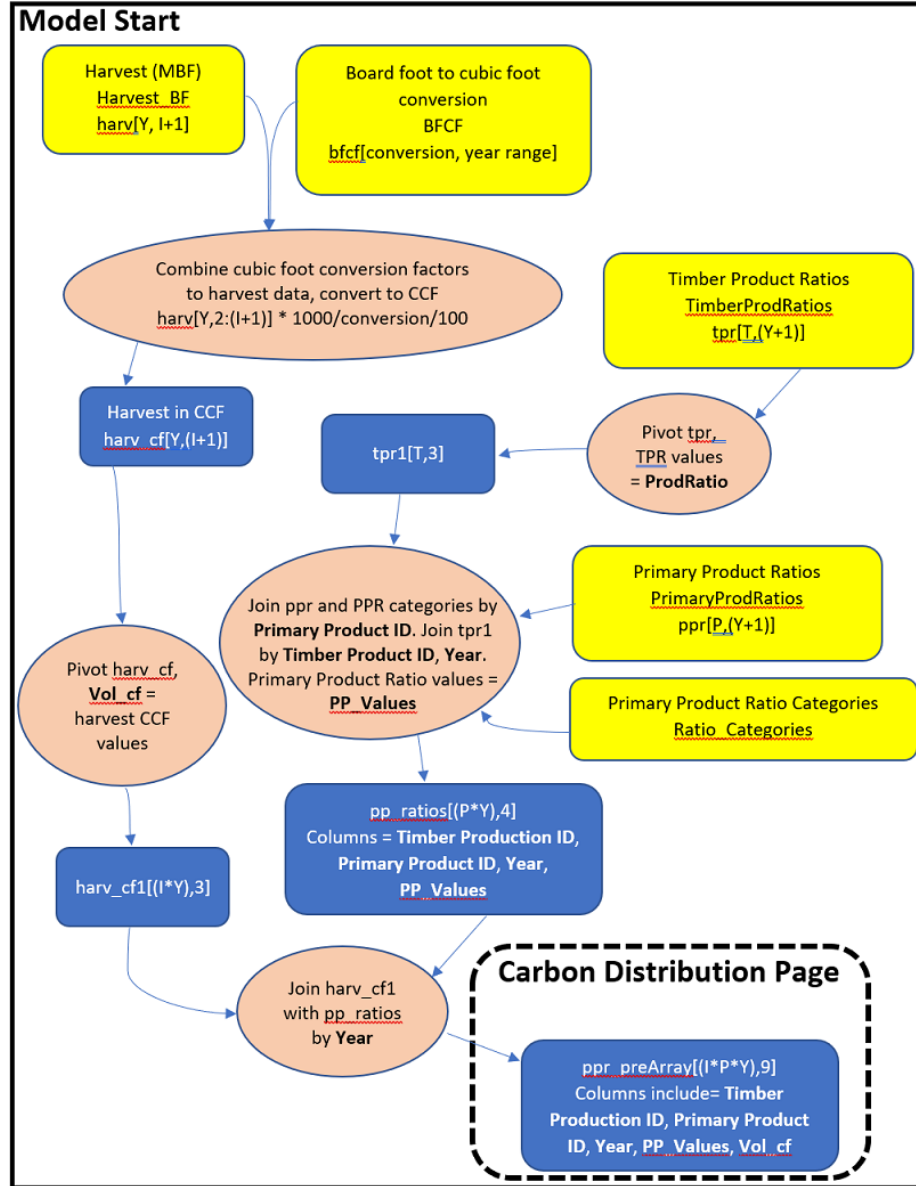 Model Start
Harvest (MBF)
Harvest_BF
harv[Y, I+1]
Board foot to cubic foot
conversion
BFCF
bfcf[conversion, year range]
Combine cubic foot conversion factors
to harvest data, convert to CCF
harv[Y,2:(I+1)] * 1000/conversion/100
Timber Product Ratios
TimberProdRatios
tpr[T,(Y+1)]
Harvest in CCF
harv_cf[Y,(I+1)]
tpr1[T,3]
Pivot tpr,
TPR values
= ProdRatio
Join ppr and PPR categories by
Primary Product ID. Join tpr1
by Timber Product ID, Year.
Primary Product Ratio values =
PP_Values
Primary Product Ratios
PrimaryProdRatios
ppr[P,(Y+1)]
Pivot harv_cf,
Vol_cf =
harvest CCF
values
Primary Product Ratio Categories
Ratio_Categories
pp_ratios[(P*Y),4]
Columns = Timber Production ID,
Primary Product ID, Year,
PP_Values
harv_cf1[(I*Y),3]
Join harv_cf1
with pp_ratios
by Year
Carbon Distribution Page
ppr_preArray[(I*P*Y),9]
Columns include= Timber
Production ID, Primary Product
ID, Year, PP_Values, Vol_cf